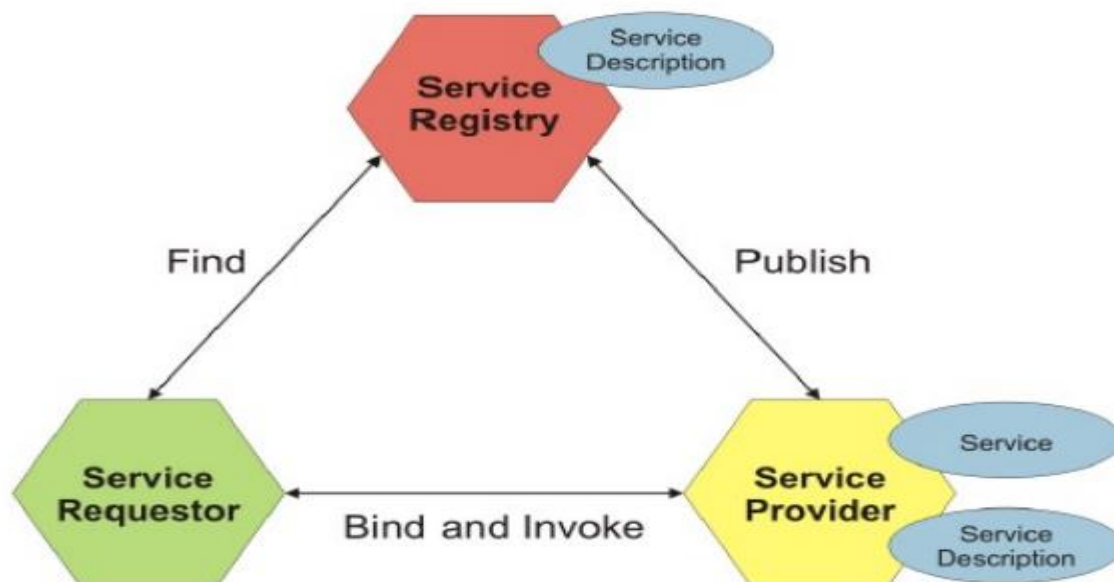 Service
Description
Service
Registry
Find
Publish
Service
Requestor
Bind and Invoke
Service
Provider
Service
Service
Description